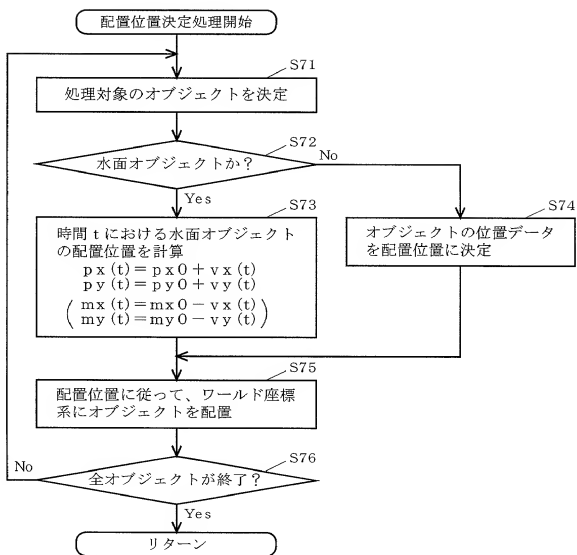 配置位置決定処理開始
S71
処理対象のオブジェクトを決定
S72
水面オブジェクトか？
No
Yes
S73
時間tにおける水面オブジェクト
の配置位置を計算
px(t)=px0+vx(t)
py(t)=py0+vy(t)
(mx(t)=mx0-vx(t)
my(t)=my0-vy(t))
S74
オブジェクトの位置データ
を配置位置に決定
S75
配置位置に従って、ワールド座標
系にオブジェクトを配置
S76
全オブジェクトが終了？
No
Yes
リターン